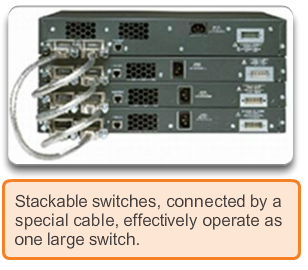 Stackable switches, connected by a
special cable, effectively operate as
one large switch.